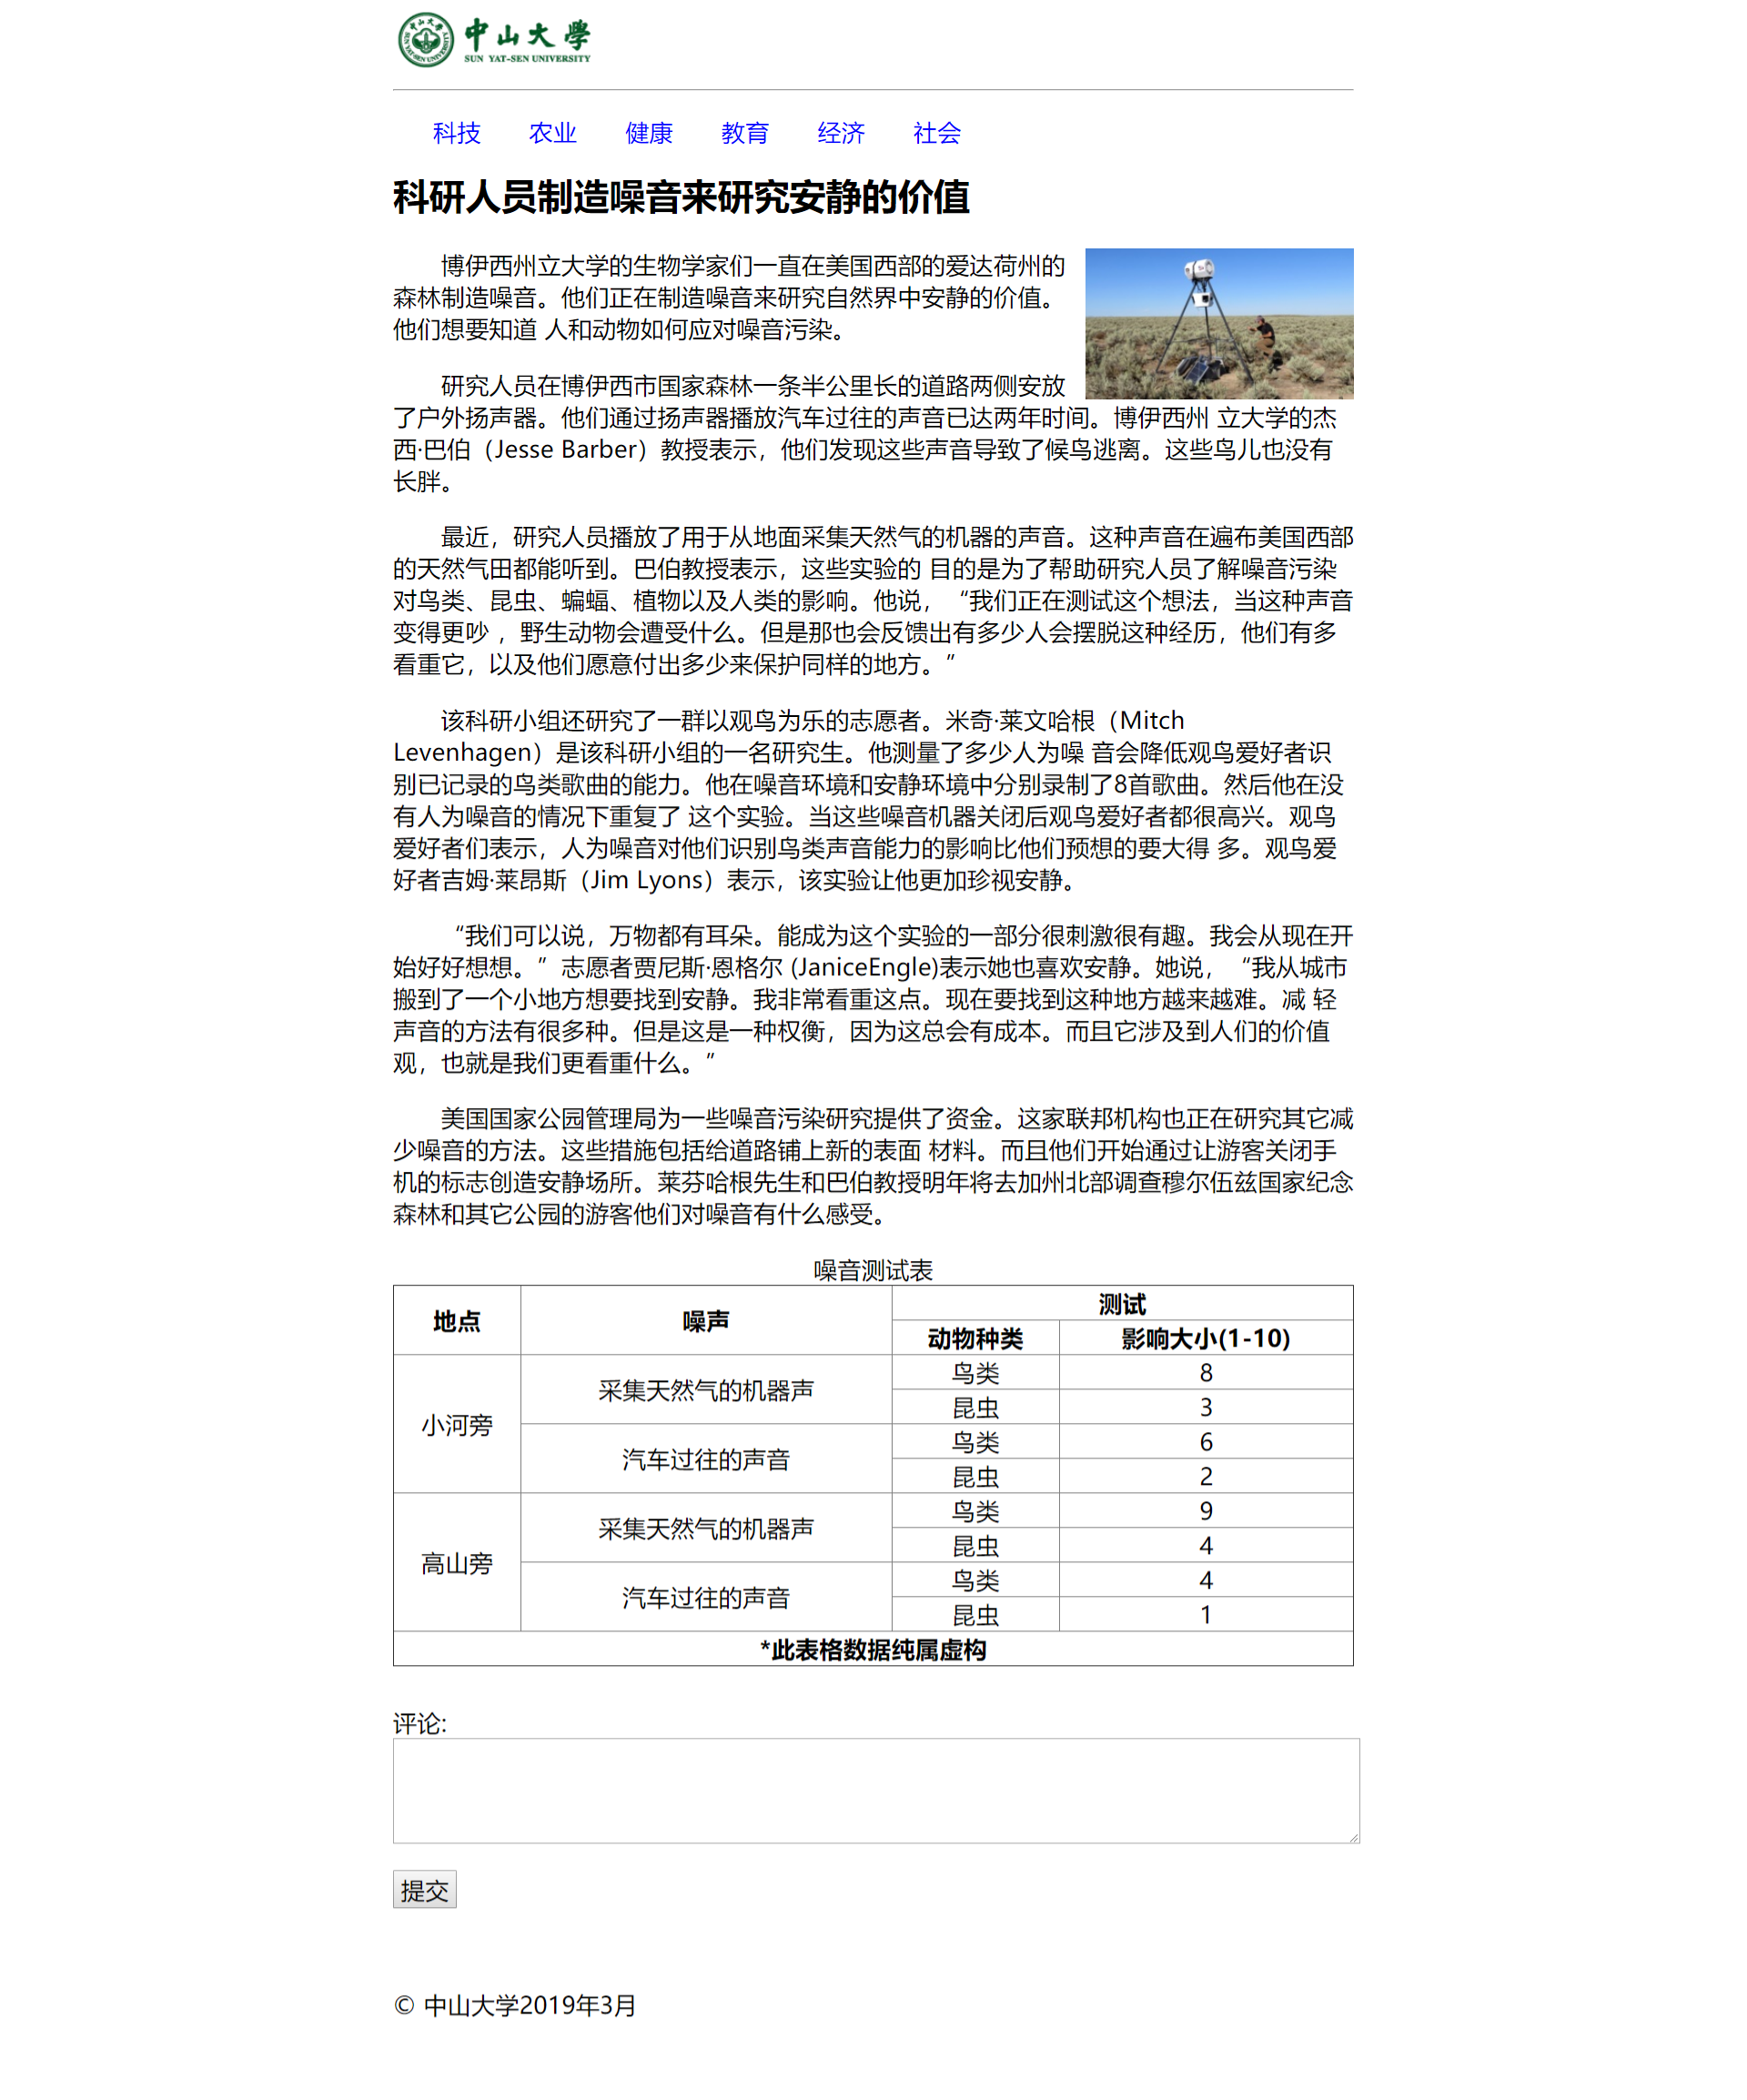 中山大學
SUN YAT-SEN UNIVERSITY
科技 农业 健康 教育 经济 社会
科研人员制造噪音来研究安静的价值
博伊西州立大学的生物学家们一直在美国西部的爱达荷州的
森林制造噪音。他们正在制造噪音来研究自然界中安静的价值。
他们想要知道 人和动物如何应对噪音污染。
研究人员在博伊西市国家森林一条半公里长的道路两侧安放
了户外扬声器。他们通过扬声器播放汽车过往的声音已达两年时间。博伊西州 立大学的杰
西·巴伯（Jesse Barber）教授表示，他们发现这些声音导致了候鸟逃离。这些鸟儿也没有
长胖。
最近，研究人员播放了用于从地面采集天然气的机器的声音。这种声音在遍布美国西部
的天然气田都能听到。巴伯教授表示，这些实验的 目的是为了帮助研究人员了解噪音污染
对鸟类、昆虫、蝙蝠、植物以及人类的影响。他说，“我们正在测试这个想法，当这种声音
变得更吵 ，野生动物会遭受什么。但是那也会反馈出有多少人会摆脱这种经历，他们有多
看重它，以及他们愿意付出多少来保护同样的地方。”
该科研小组还研究了一群以观鸟为乐的志愿者。米奇·莱文哈根（Mitch
Levenhagen）是该科研小组的一名研究生。他测量了多少人为噪 音会降低观鸟爱好者识
别已记录的鸟类歌曲的能力。他在噪音环境和安静环境中分别录制了8首歌曲。然后他在没
有人为噪音的情况下重复了 这个实验。当这些噪音机器关闭后观鸟爱好者都很高兴。观鸟
爱好者们表示，人为噪音对他们识别鸟类声音能力的影响比他们预想的要大得 多。观鸟爱
好者吉姆·莱昂斯（Jim Lyons）表示，该实验让他更加珍视安静。
“我们可以说，万物都有耳朵。能成为这个实验的一部分很刺激很有趣。我会从现在开
始好好想想。”志愿者贾尼斯·恩格尔 (JaniceEngle)表示她也喜欢安静。她说，“我从城市
搬到了一个小地方想要找到安静。我非常看重这点。现在要找到这种地方越来越难。减 轻
声音的方法有很多种。但是这是一种权衡，因为这总会有成本。而且它涉及到人们的价值
观，也就是我们更看重什么。”
美国国家公园管理局为一些噪音污染研究提供了资金。这家联邦机构也正在研究其它减
少噪音的方法。这些措施包括给道路铺上新的表面 材料。而且他们开始通过让游客关闭手
机的标志创造安静场所。莱芬哈根先生和巴伯教授明年将去加州北部调查穆尔伍兹国家纪念
森林和其它公园的游客他们对噪音有什么感受。
噪音测试表
地点 噪声 测试
动物种类 影响大小(1-10)
小河旁 采集天然气的机器声 鸟类 8
昆虫 3
汽车过往的声音 鸟类 6
昆虫 2
高山旁 采集天然气的机器声 鸟类 9
昆虫 4
汽车过往的声音 鸟类 4
昆虫 1
*此表格数据纯属虚构
评论:
提交
© 中山大学2019年3月